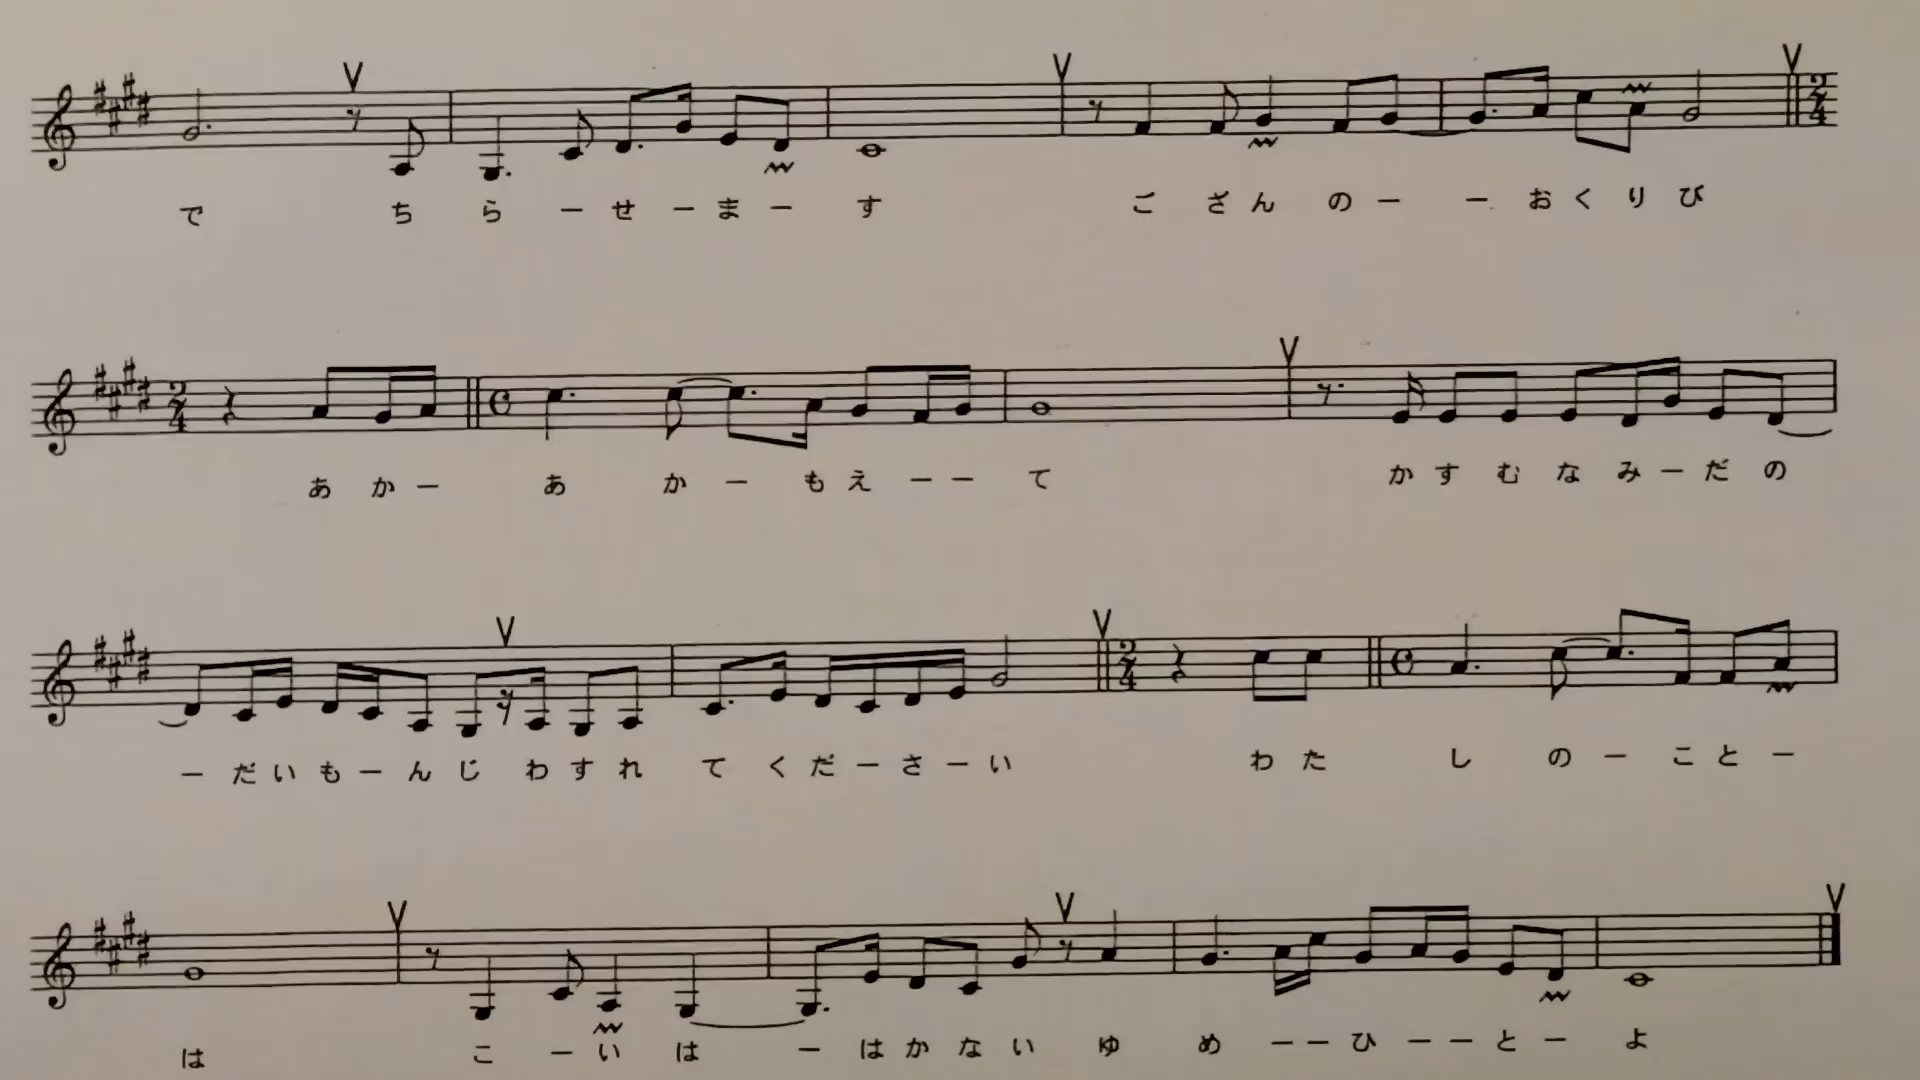 で ち ら ー せ ー ま ー す ご ざ ん の ー ー お く り び
あ か ー あ か ー も え ー ー て か す む な み ー だ の
ー だ い も ー ん じ わ す れ て く だ ー さ ー い わ た し の ー こ と ー
は こ ー い は ー は か な い ゆ め ー ー ひ ー ー と ー よ